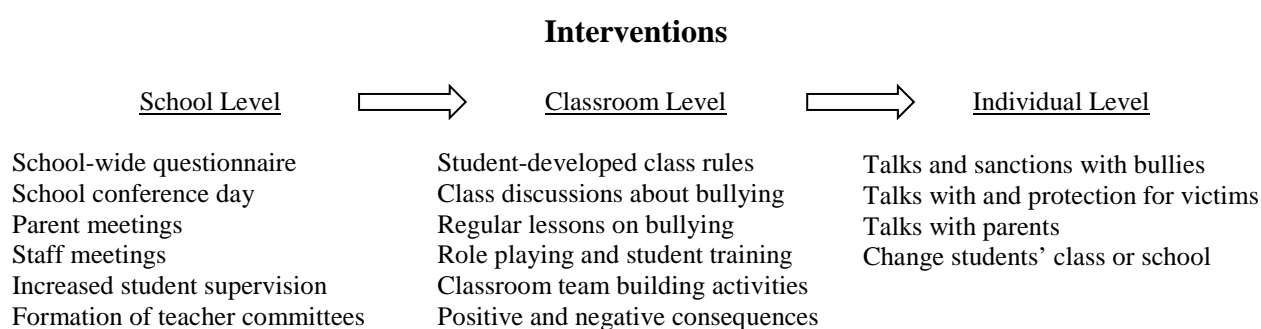 Interventions
School Level
Classroom Level
Individual Level
School-wide questionnaire
School conference day
Parent meetings
Staff meetings
Increased student supervision
Formation of teacher committees
Student-developed class rules
Class discussions about bullying
Regular lessons on bullying
Role playing and student training
Classroom team building activities
Positive and negative consequences
Talks and sanctions with bullies
Talks with and protection for victims
Talks with parents
Change students’ class or school